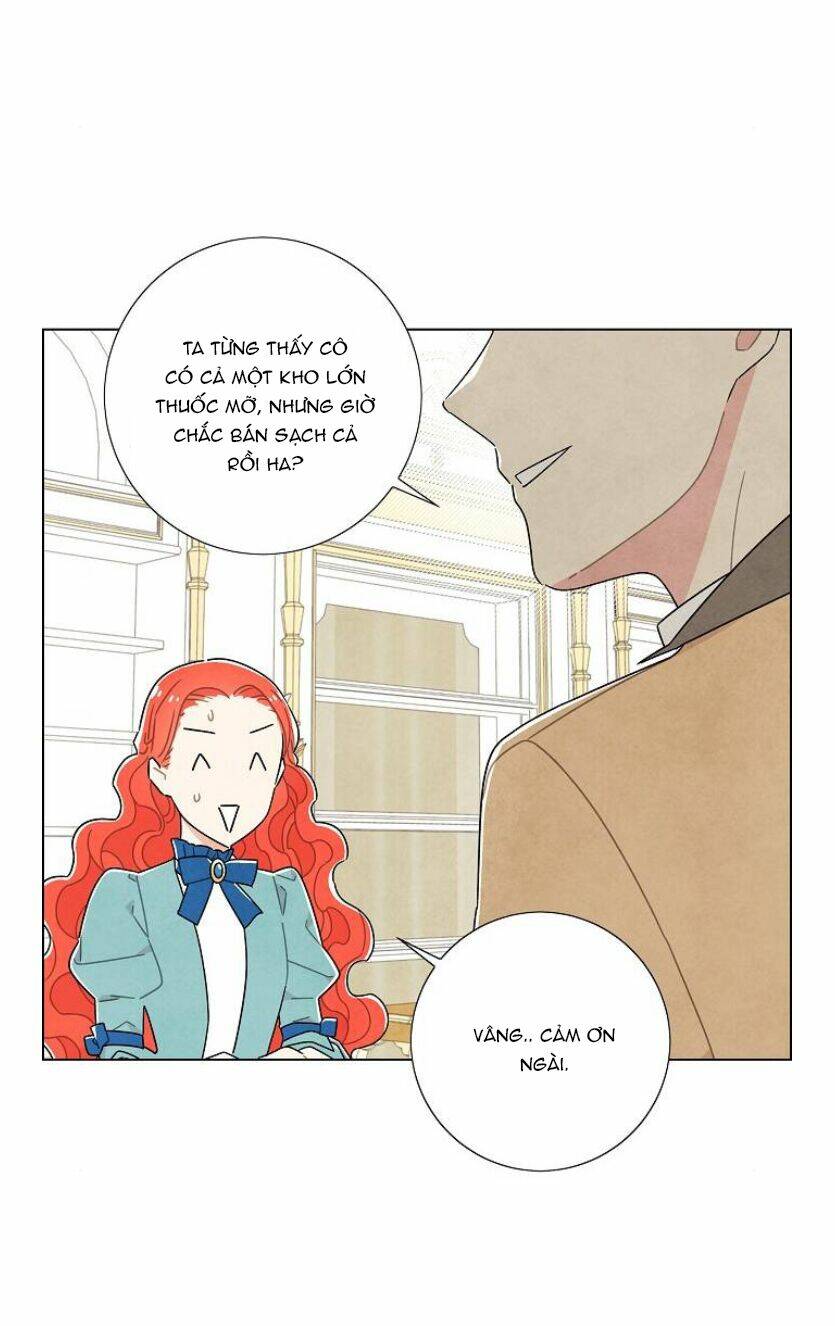 TA TỪNG THẤY CÔ
CÓ CẢ MỘT KHO LỚN
THUỐC MỠ, NHƯNG GIỜ
CHẮC BÁN SẠCH CẢ
RỒI HA?
VÂNG.. CẢM ƠN
NGÀI.